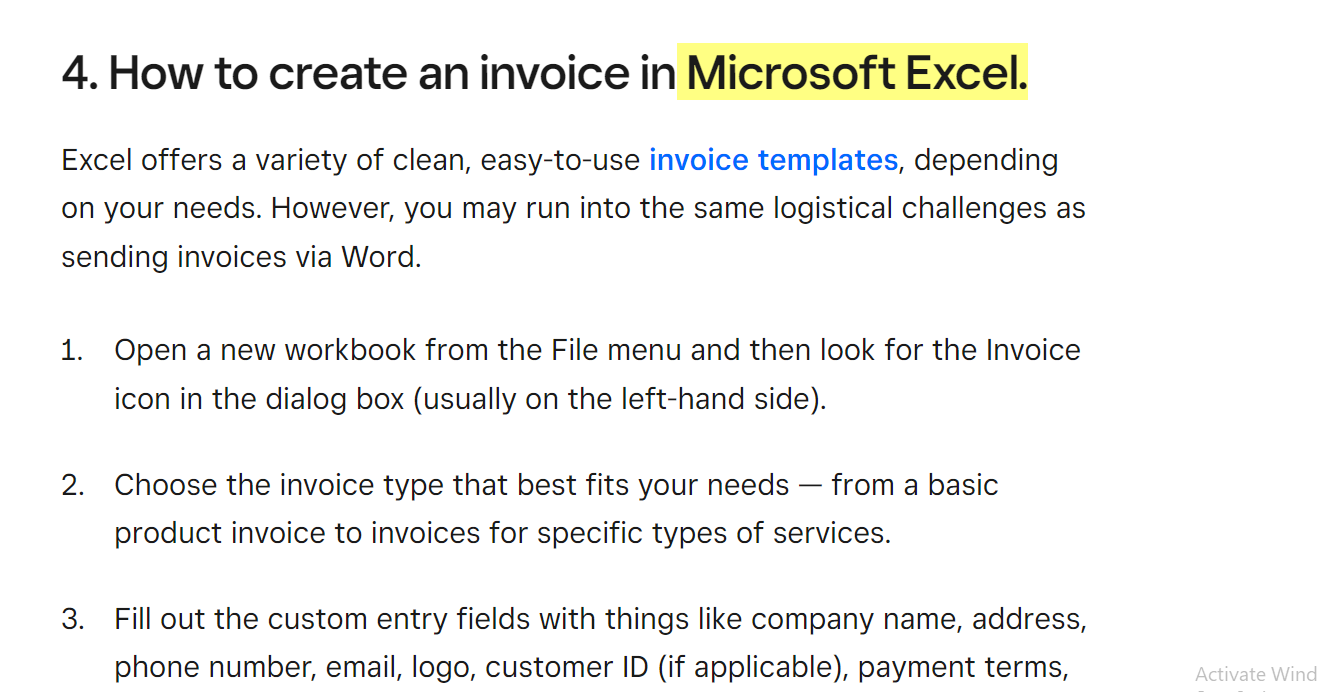 4. How to create an invoice in Microsoft Excel.
Excel offers a variety of clean, easy-to-use invoice templates, depending
on your needs. However, you may run into the same logistical challenges as
sending invoices via Word.
1. Open a new workbook from the File menu and then look for the Invoice
icon in the dialog box (usually on the left-hand side).
2. Choose the invoice type that best fits your needs — from a basic
product invoice to invoices for specific types of services.
3. Fill out the custom entry fields with things like company name, address,
phone number, email, logo, customer ID (if applicable), payment terms,
Activate Wind